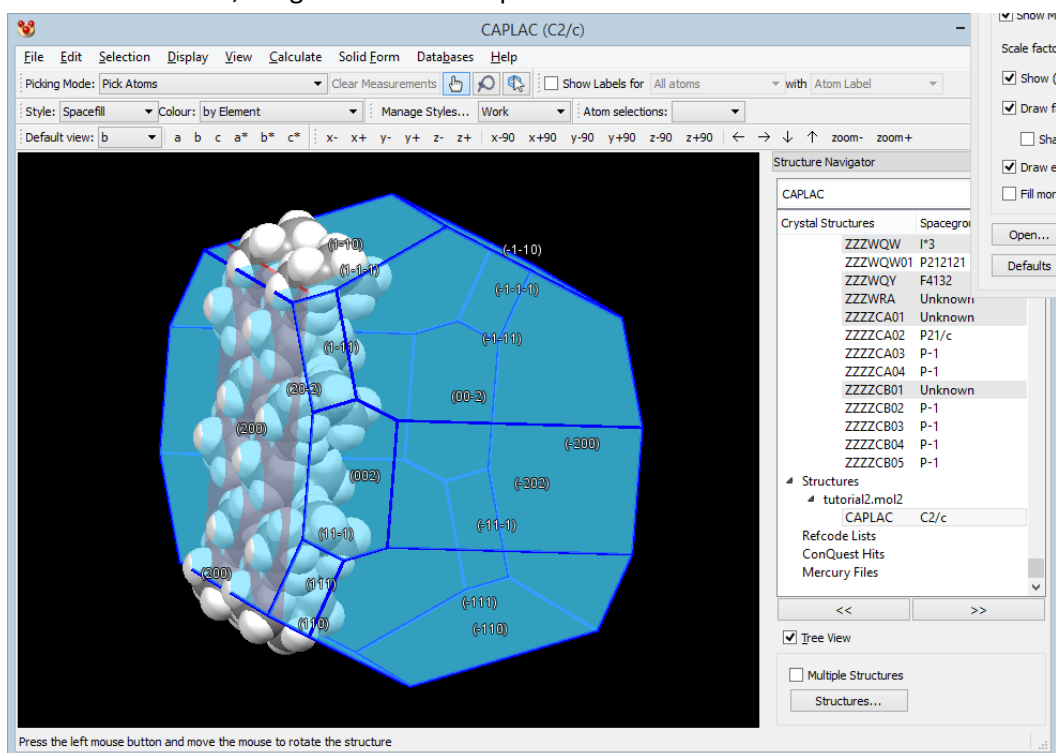 CAPLAC (C2/c)
File Edit Selection Display View Calculate Solid Form Databases Help
Picking Mode: Pick Atoms Clear Measurements Show Labels for All atoms with Atom Label
Style: Spacefill Colour: by Element Manage Styles... Work Atom selections:
Default view: b a b c a* b* c* x- x+ y- y+ z- z+ x-90 x+90 y-90 y+90 z-90 z+90 ← → ↓ ↑ zoom- zoom+
Show M
Scale facto
Show (
Draw f
Sha
Draw e
Fill mor
Open...
Defaults
(1-10)
(-1-10)
(1-1-1)
(-1-1-1)
(1-11)
(-1-11)
(20-2)
(00-2)
(200)
(-200)
(002)
(-202)
(11-1)
(-11-1)
(200)
(111)
(-111)
(110)
(-110)
Structure Navigator
CAPLAC
Crystal Structures Spacegrou
ZZZWQW I*3
ZZZWQW01 P212121
ZZZWQY F4132
ZZZWRA Unknown
ZZZZCA01 Unknown
ZZZZCA02 P21/c
ZZZZCA03 P-1
ZZZZCA04 P-1
ZZZZCB01 Unknown
ZZZZCB02 P-1
ZZZZCB03 P-1
ZZZZCB04 P-1
ZZZZCB05 P-1
Structures
tutorial2.mol2
CAPLAC C2/c
Refcode Lists
ConQuest Hits
Mercury Files
<< >>
Tree View
Multiple Structures
Structures...
Press the left mouse button and move the mouse to rotate the structure